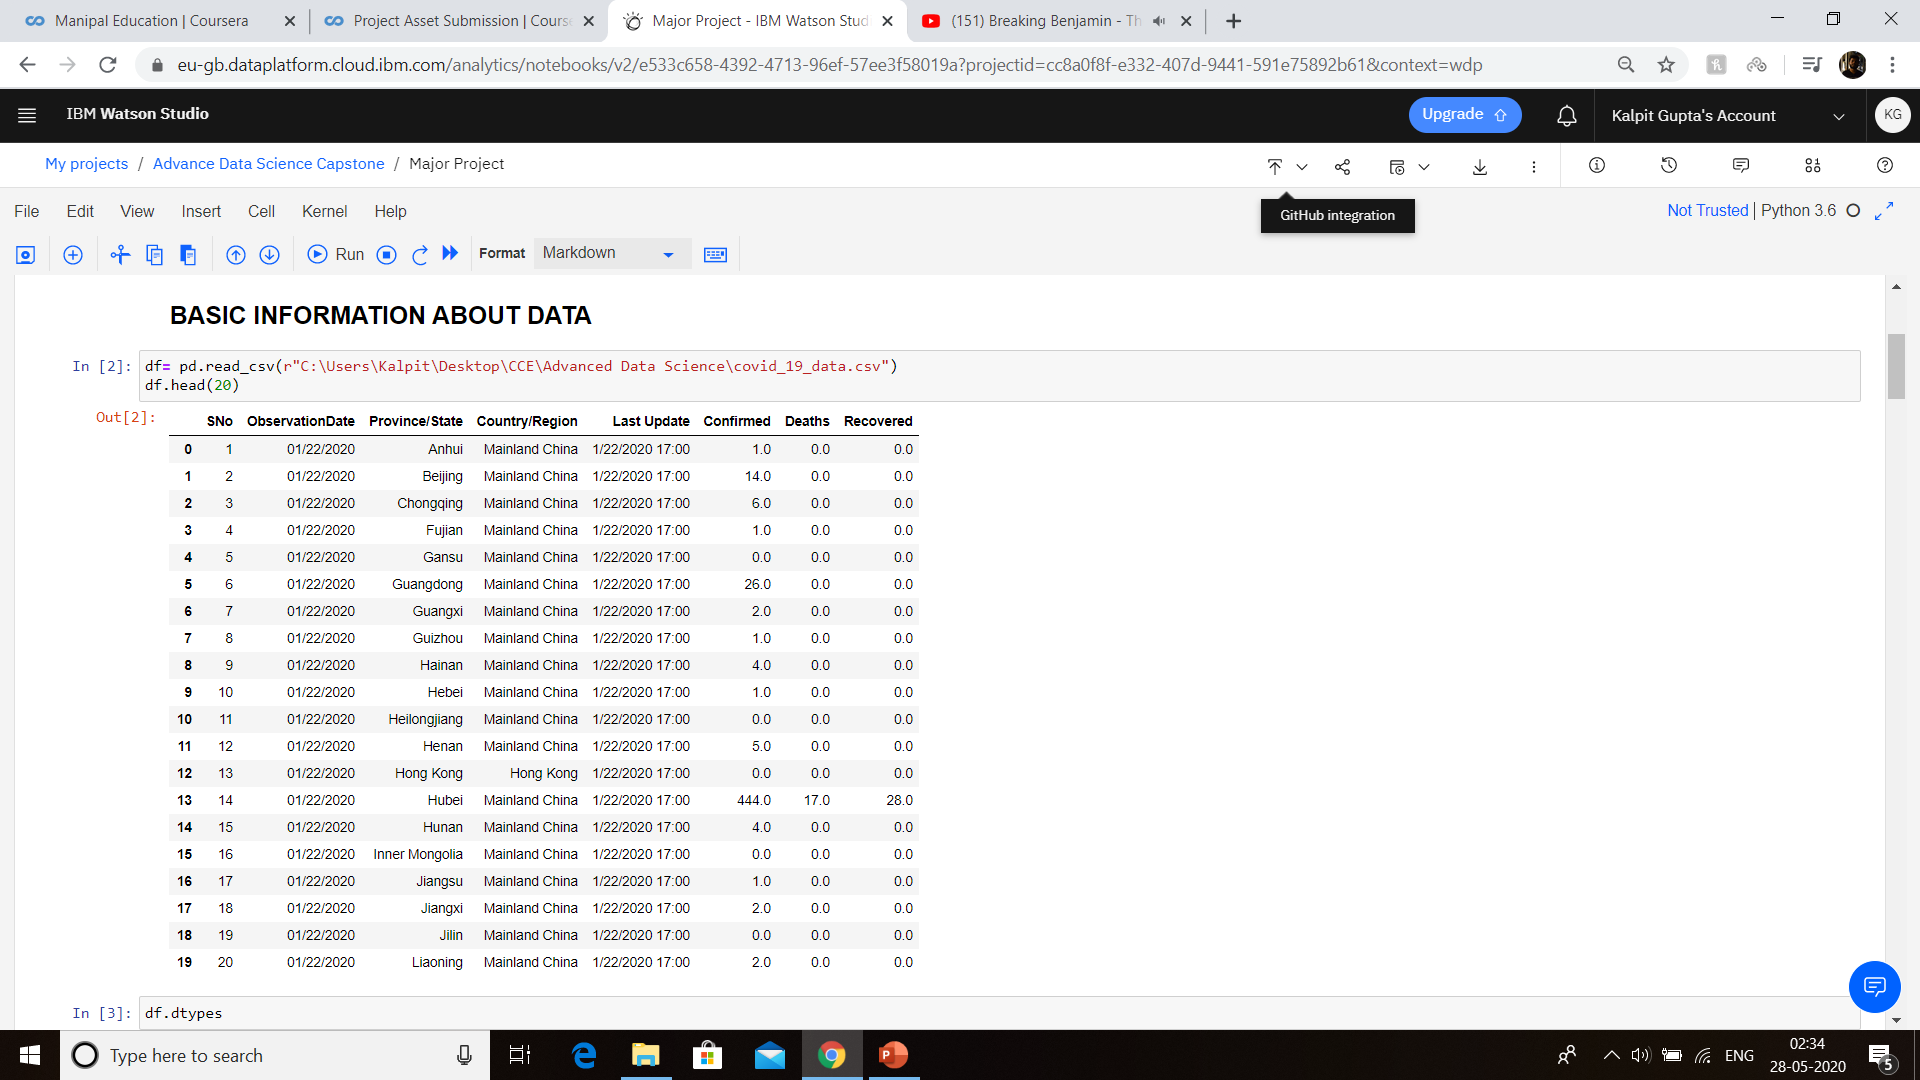 Manipal Education | Coursera
Project Asset Submission | Cours
Major Project - IBM Watson Stud
(151) Breaking Benjamin - Th
eu-gb.dataplatform.cloud.ibm.com/analytics/notebooks/v2/e533c658-4392-4713-96ef-57ee3f58019a?projectid=cc8a0f8f-e332-407d-9441-591e75892b61&context=wdp
IBM Watson Studio
Upgrade
Kalpit Gupta's Account
KG
My projects / Advance Data Science Capstone / Major Project
File Edit View Insert Cell Kernel Help
GitHub integration
Not Trusted | Python 3.6
Run
Format
Markdown
BASIC INFORMATION ABOUT DATA
In [2]: df= pd.read_csv(r"C:\Users\Kalpit\Desktop\CCE\Advanced Data Science\covid_19_data.csv")
df.head(20)
Out[2]:
SNo ObservationDate Province/State Country/Region Last Update Confirmed Deaths Recovered
0 1 01/22/2020 Anhui Mainland China 1/22/2020 17:00 1.0 0.0 0.0
1 2 01/22/2020 Beijing Mainland China 1/22/2020 17:00 14.0 0.0 0.0
2 3 01/22/2020 Chongqing Mainland China 1/22/2020 17:00 6.0 0.0 0.0
3 4 01/22/2020 Fujian Mainland China 1/22/2020 17:00 1.0 0.0 0.0
4 5 01/22/2020 Gansu Mainland China 1/22/2020 17:00 0.0 0.0 0.0
5 6 01/22/2020 Guangdong Mainland China 1/22/2020 17:00 26.0 0.0 0.0
6 7 01/22/2020 Guangxi Mainland China 1/22/2020 17:00 2.0 0.0 0.0
7 8 01/22/2020 Guizhou Mainland China 1/22/2020 17:00 1.0 0.0 0.0
8 9 01/22/2020 Hainan Mainland China 1/22/2020 17:00 4.0 0.0 0.0
9 10 01/22/2020 Hebei Mainland China 1/22/2020 17:00 1.0 0.0 0.0
10 11 01/22/2020 Heilongjiang Mainland China 1/22/2020 17:00 0.0 0.0 0.0
11 12 01/22/2020 Henan Mainland China 1/22/2020 17:00 5.0 0.0 0.0
12 13 01/22/2020 Hong Kong Hong Kong 1/22/2020 17:00 0.0 0.0 0.0
13 14 01/22/2020 Hubei Mainland China 1/22/2020 17:00 444.0 17.0 28.0
14 15 01/22/2020 Hunan Mainland China 1/22/2020 17:00 4.0 0.0 0.0
15 16 01/22/2020 Inner Mongolia Mainland China 1/22/2020 17:00 0.0 0.0 0.0
16 17 01/22/2020 Jiangsu Mainland China 1/22/2020 17:00 1.0 0.0 0.0
17 18 01/22/2020 Jiangxi Mainland China 1/22/2020 17:00 2.0 0.0 0.0
18 19 01/22/2020 Jilin Mainland China 1/22/2020 17:00 0.0 0.0 0.0
19 20 01/22/2020 Liaoning Mainland China 1/22/2020 17:00 2.0 0.0 0.0
In [3]: df.dtypes
Type here to search
ENG
02:34
28-05-2020
5